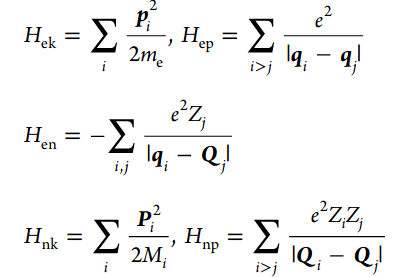 H_ek = ∑_i p_i^2 / 2m_e, H_ep = ∑_{i>j} e^2 / |q_i − q_j|
H_en = −∑_{i,j} e^2 Z_j / |q_i − Q_j|
H_nk = ∑_i P_i^2 / 2M_i, H_np = ∑_{i>j} e^2 Z_i Z_j / |Q_i − Q_j|